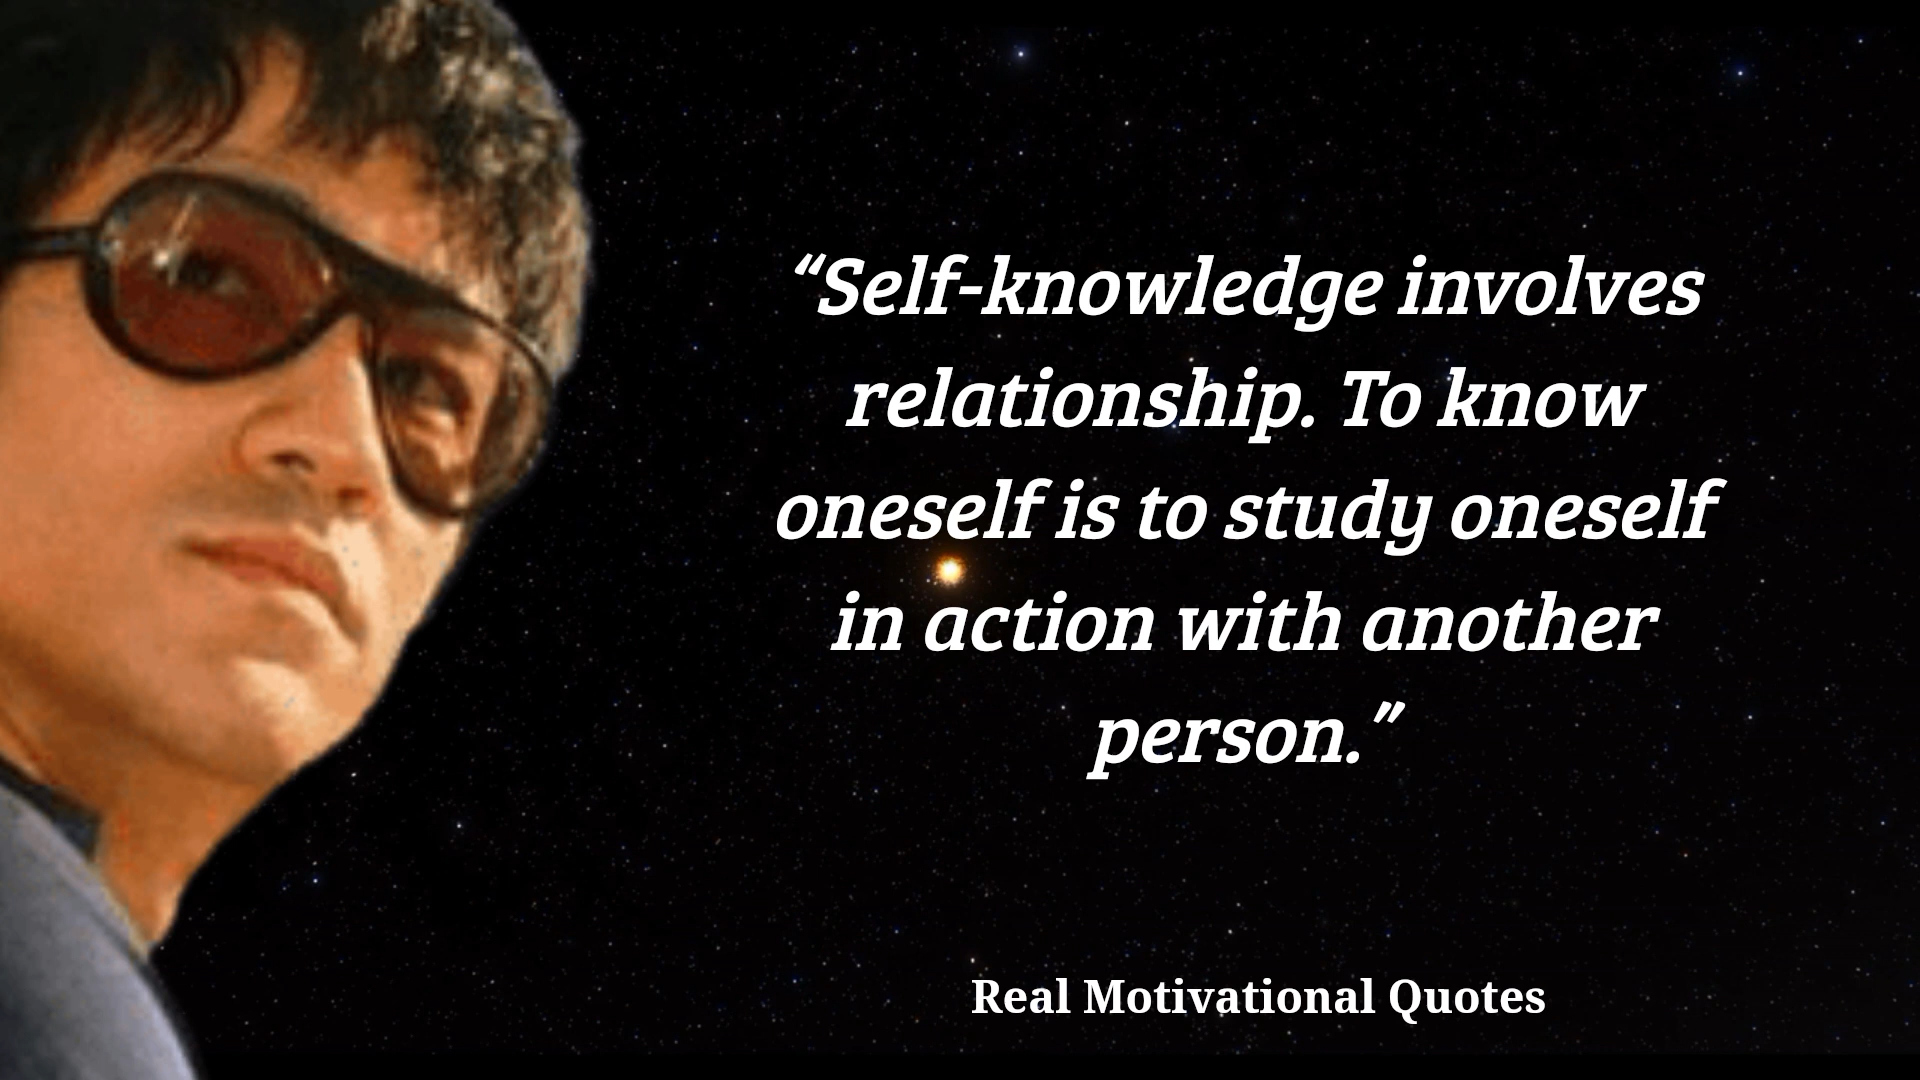 “Self-knowledge involves
relationship. To know
oneself is to study oneself
in action with another
person.”
Real Motivational Quotes